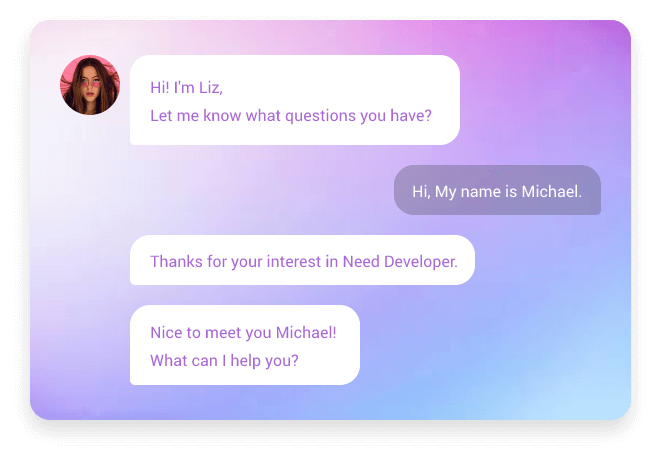 Hi! I'm Liz,
Let me know what questions you have?
Hi, My name is Michael.
Thanks for your interest in Need Developer.
Nice to meet you Michael!
What can I help you?